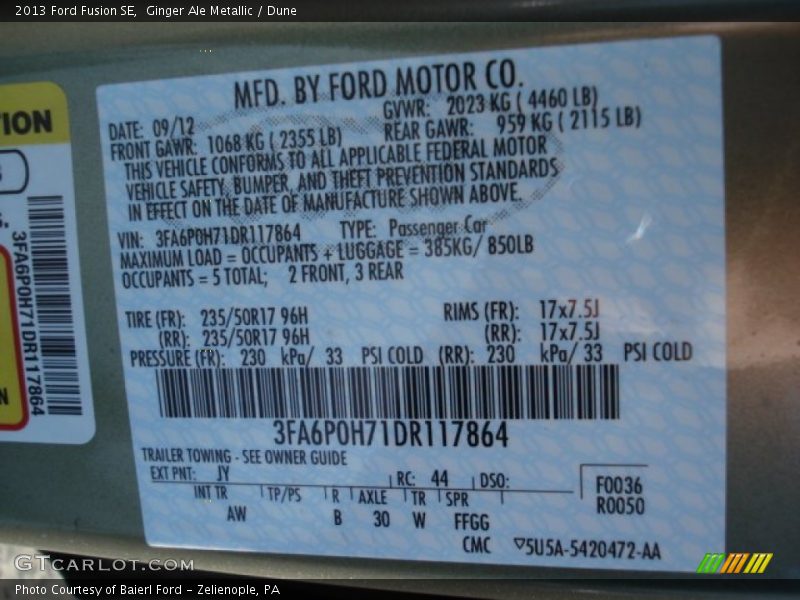 2013 Ford Fusion SE,  Ginger Ale Metallic / Dune
MFD. BY FORD MOTOR CO.
DATE: 09/12
GVWR: 2023 KG ( 4460 LB)
FRONT GAWR: 1068 KG ( 2355 LB)
REAR GAWR: 959 KG ( 2115 LB)
THIS VEHICLE CONFORMS TO ALL APPLICABLE FEDERAL MOTOR
VEHICLE SAFETY, BUMPER, AND THEFT PREVENTION STANDARDS
IN EFFECT ON THE DATE OF MANUFACTURE SHOWN ABOVE.
VIN: 3FA6P0H71DR117864 TYPE: Passenger Car
MAXIMUM LOAD = OCCUPANTS + LUGGAGE = 385KG/ 850LB
OCCUPANTS = 5 TOTAL; 2 FRONT, 3 REAR
TIRE (FR): 235/50R17 96H RIMS (FR): 17x7.5J
(RR): 235/50R17 96H (RR): 17x7.5J
PRESSURE (FR): 230 kPa/ 33 PSI COLD (RR): 230 kPa/ 33 PSI COLD
3FA6P0H71DR117864
TRAILER TOWING - SEE OWNER GUIDE
EXT PNT: JY RC: 44 DSO:
INT TR TP/PS R AXLE TR SPR
AW B 30 W FFGG
F0036
R0050
CMC ▽5U5A-5420472-AA
TION
S.
3FA6P0H71DR117864
N
GTCARLOT.COM
Photo Courtesy of Baierl Ford - Zelienople, PA